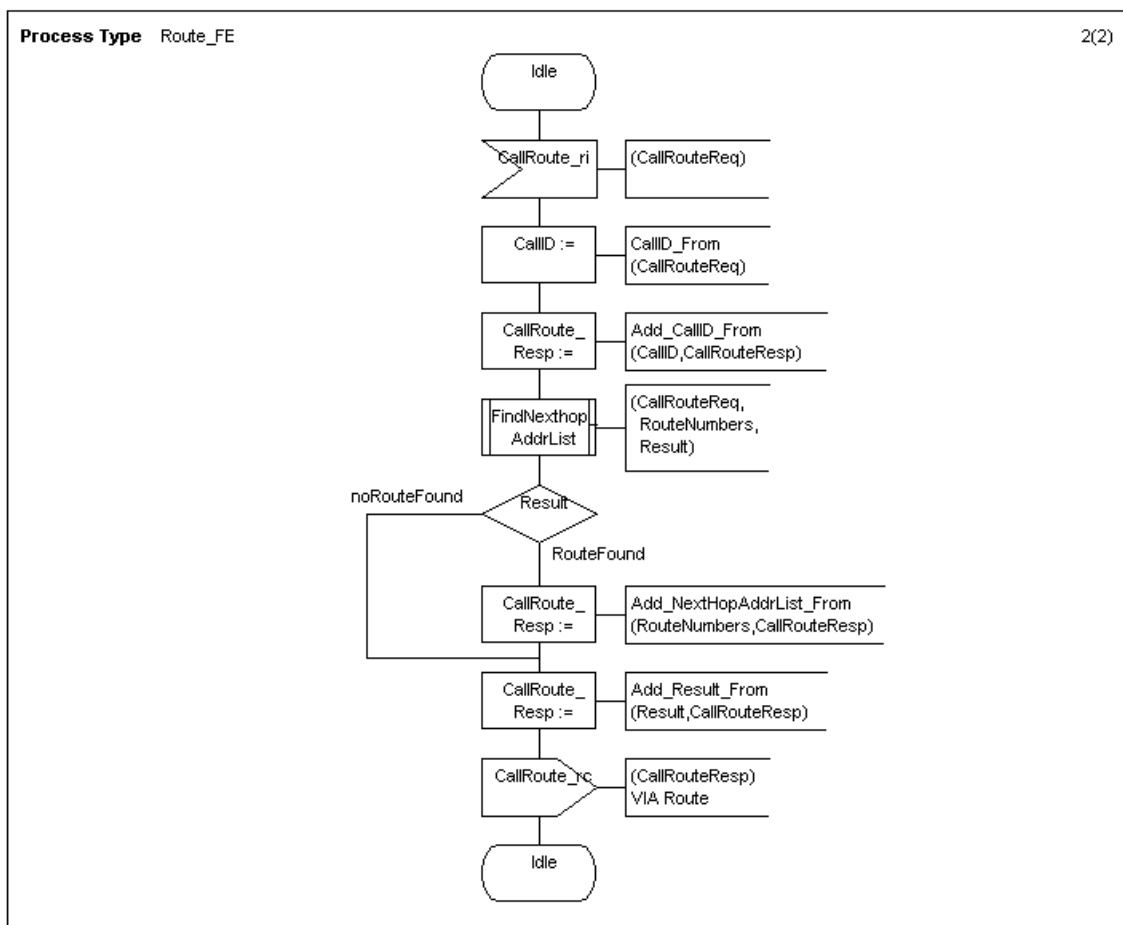 Process Type Route_FE 2(2)
Idle
CallRoute_ri
(CallRouteReq)
CallID :=
CallID_From
(CallRouteReq)
CallRoute_
Resp :=
Add_CallID_From
(CallID,CallRouteResp)
FindNexthop
AddrList
(CallRouteReq,
RouteNumbers,
Result)
noRouteFound
Result
RouteFound
CallRoute_
Resp :=
Add_NextHopAddrList_From
(RouteNumbers,CallRouteResp)
CallRoute_
Resp :=
Add_Result_From
(Result,CallRouteResp)
CallRoute_rc
(CallRouteResp)
VIA Route
Idle